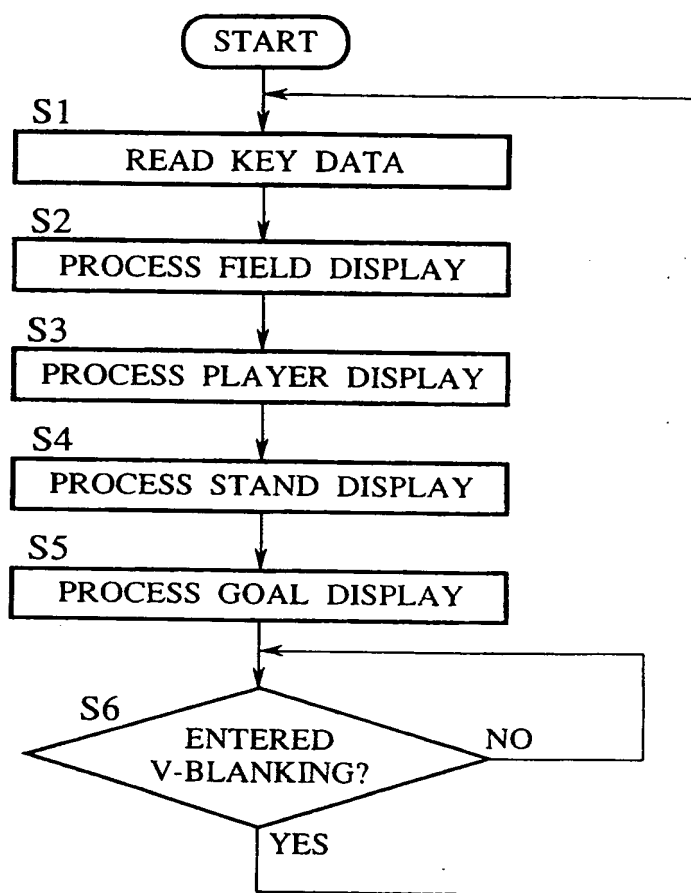 START
S1
READ KEY DATA
S2
PROCESS FIELD DISPLAY
S3
PROCESS PLAYER DISPLAY
S4
PROCESS STAND DISPLAY
S5
PROCESS GOAL DISPLAY
S6
ENTERED
V-BLANKING?
NO
YES